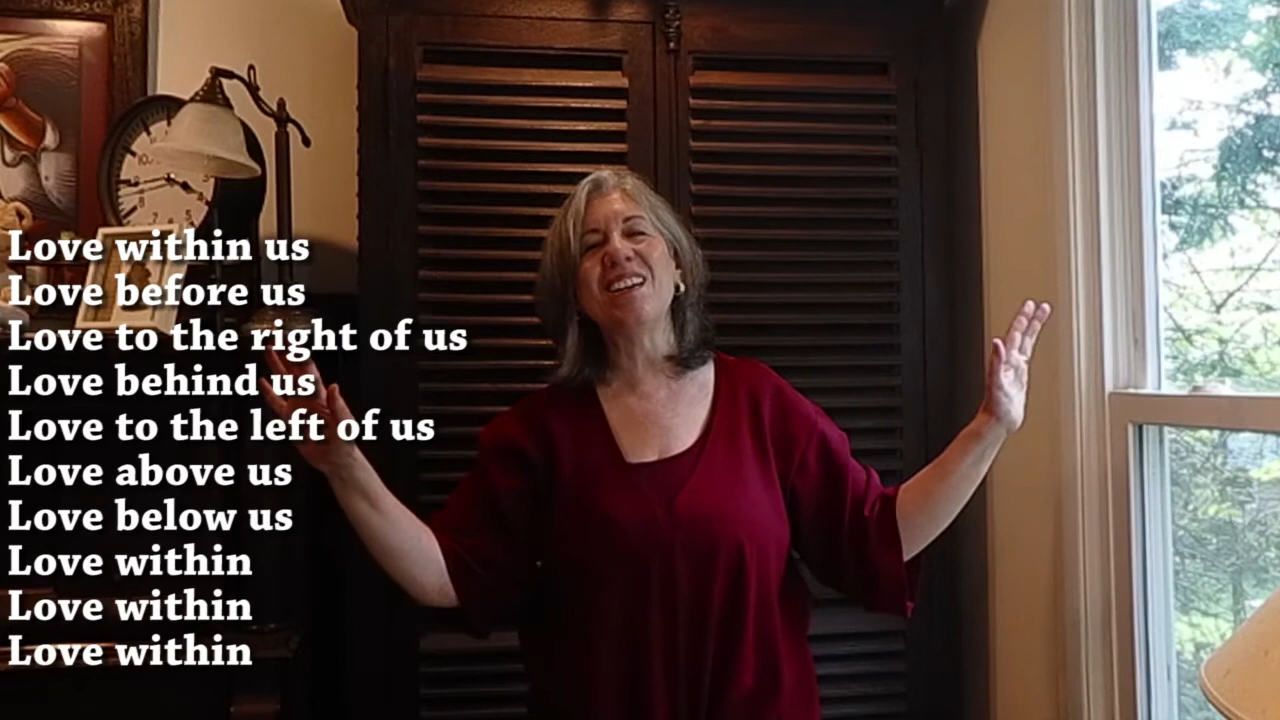 Love within us
Love before us
Love to the right of us
Love behind us
Love to the left of us
Love above us
Love below us
Love within
Love within
Love within